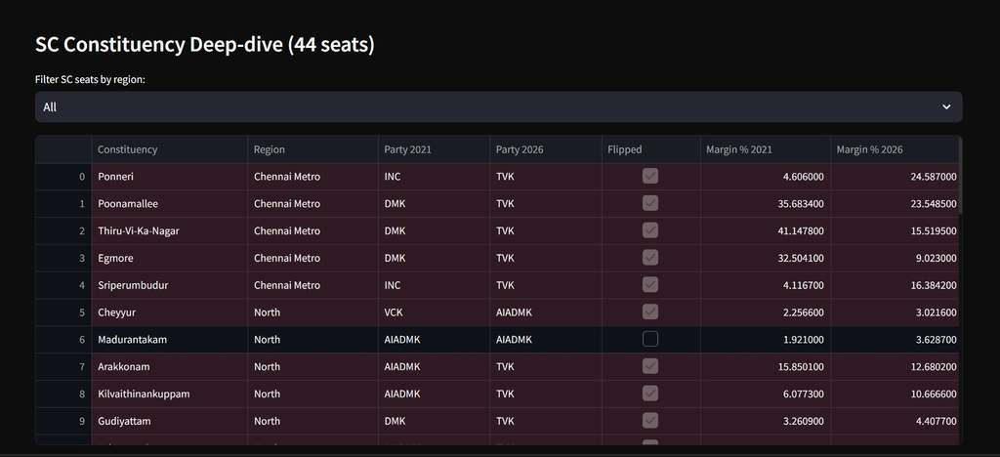 SC Constituency Deep-dive (44 seats)
Filter SC seats by region:
All
Constituency Region Party 2021 Party 2026 Flipped Margin % 2021 Margin % 2026
0 Ponneri Chennai Metro INC TVK 4.606000 24.587000
1 Poonamallee Chennai Metro DMK TVK 35.683400 23.548500
2 Thiru-Vi-Ka-Nagar Chennai Metro DMK TVK 41.147800 15.519500
3 Egmore Chennai Metro DMK TVK 32.504100 9.023000
4 Sriperumbudur Chennai Metro INC TVK 4.116700 16.384200
5 Cheyyur North VCK AIADMK 2.256600 3.021600
6 Madurantakam North AIADMK AIADMK 1.921000 3.628700
7 Arakkonam North AIADMK TVK 15.850100 12.680200
8 Kilvaithinankuppam North AIADMK TVK 6.077300 10.666600
9 Gudiyattam North DMK TVK 3.260900 4.407700